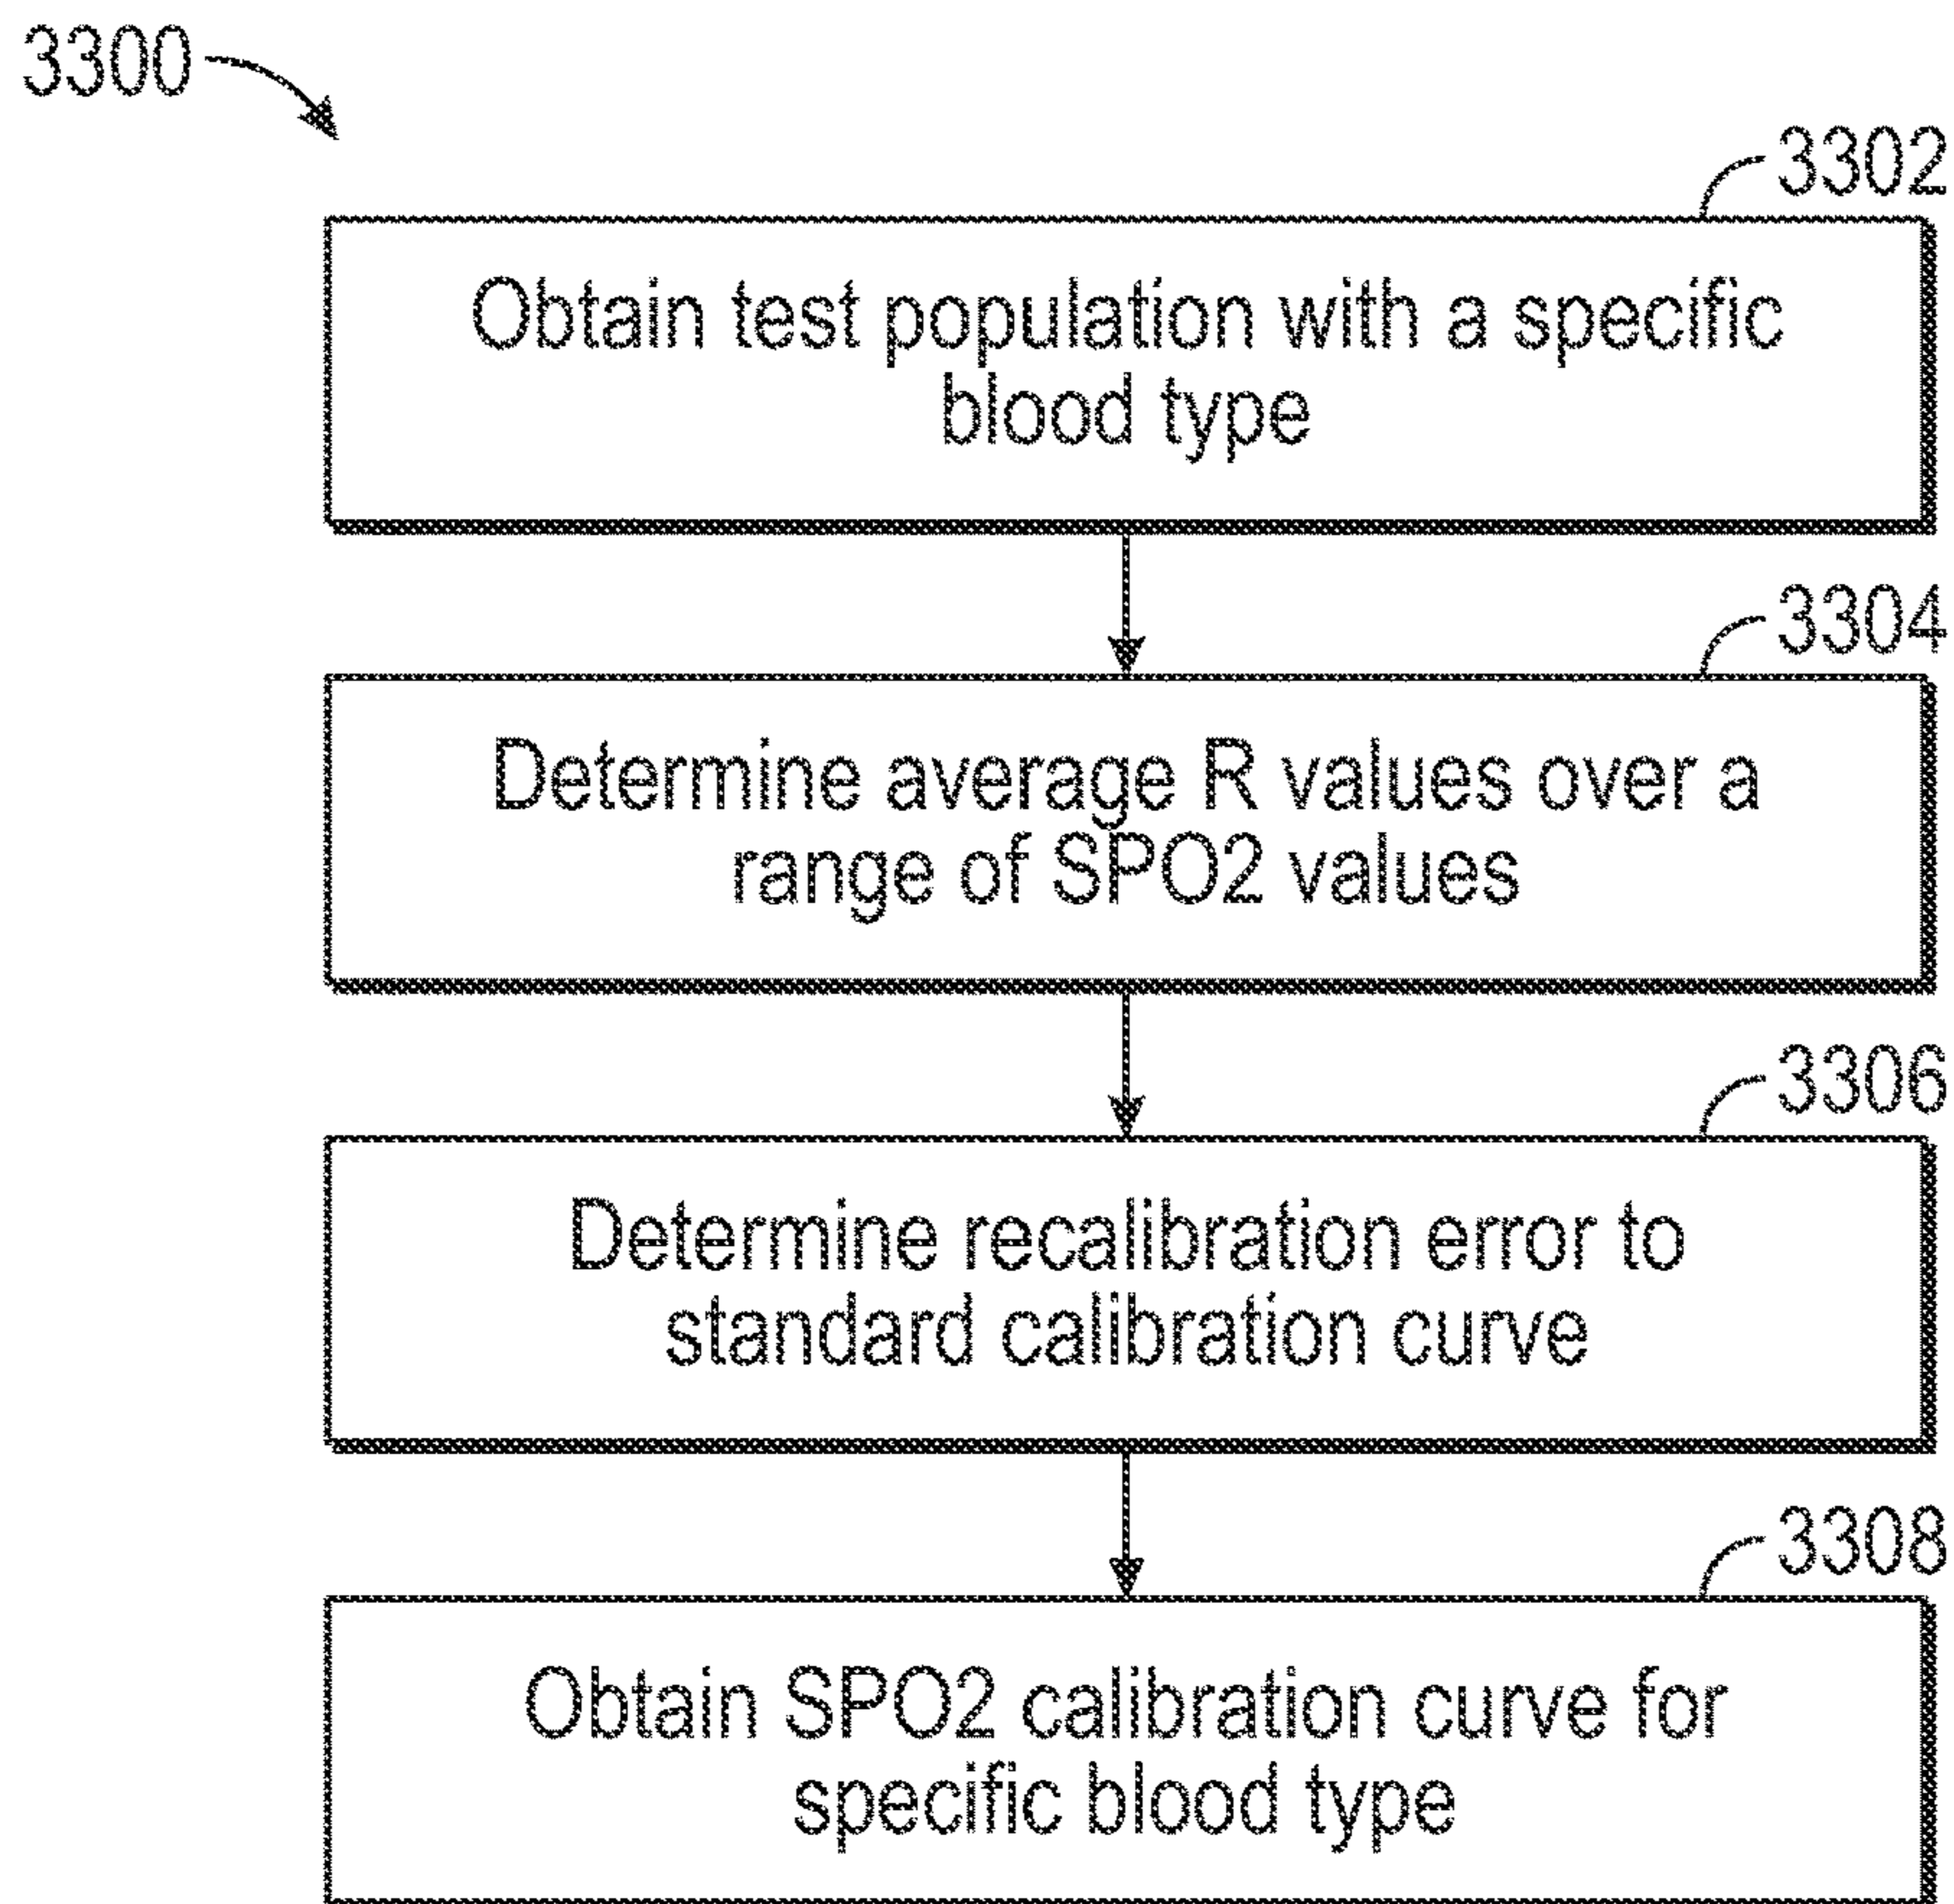 3300
3302
Obtain test population with a specific
blood type
3304
Determine average R values over a
range of SPO2 values
3306
Determine recalibration error to
standard calibration curve
3308
Obtain SPO2 calibration curve for
specific blood type